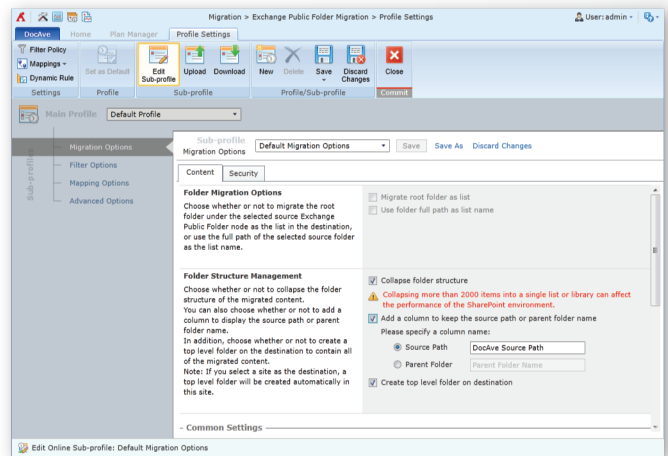 Migration > Exchange Public Folder Migration > Profile Settings
User: admin
DocAve
Home
Plan Manager
Profile Settings
Filter Policy
Mappings
Dynamic Rule
Settings
Set as Default
Profile
Edit
Sub-profile
Upload
Download
Sub-profile
New
Delete
Save
Discard
Changes
Profile/Sub-profile
Close
Commit
Main Profile
Default Profile
Sub-profiles
Migration Options
Filter Options
Mapping Options
Advanced Options
Sub-profile
Migration Options
Default Migration Options
Save
Save As
Discard Changes
Content
Security
Folder Migration Options
Choose whether or not to migrate the root
folder under the selected source Exchange
Public Folder node as the list in the destination,
or use the full path of the selected source folder
as the list name.
Migrate root folder as list
Use folder full path as list name
Folder Structure Management
Choose whether or not to collapse the folder
structure of the migrated content.
You can also choose whether or not to add a
column to display the source path or parent
folder name.
In addition, choose whether or not to create a
top level folder on the destination to contain all
of the migrated content.
Note: If you select a site as the destination, a
top level folder will be created automatically in
this site.
Collapse folder structure
Collapsing more than 2000 items into a single list or library can affect
the performance of the SharePoint environment.
Add a column to keep the source path or parent folder name
Please specify a column name:
Source Path
DocAve Source Path
Parent Folder
Parent Folder Name
Create top level folder on destination
- Common Settings
Edit Online Sub-profile: Default Migration Options